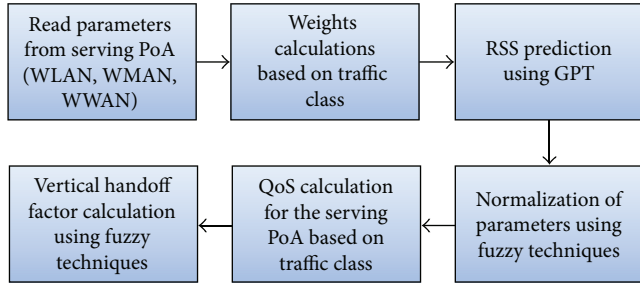 Read parameters
from serving PoA
(WLAN, WMAN,
WWAN)
Weights
calculations
based on traffic
class
RSS prediction
using GPT
Normalization of
parameters using
fuzzy techniques
QoS calculation
for the serving
PoA based on
traffic class
Vertical handoff
factor calculation
using fuzzy
techniques